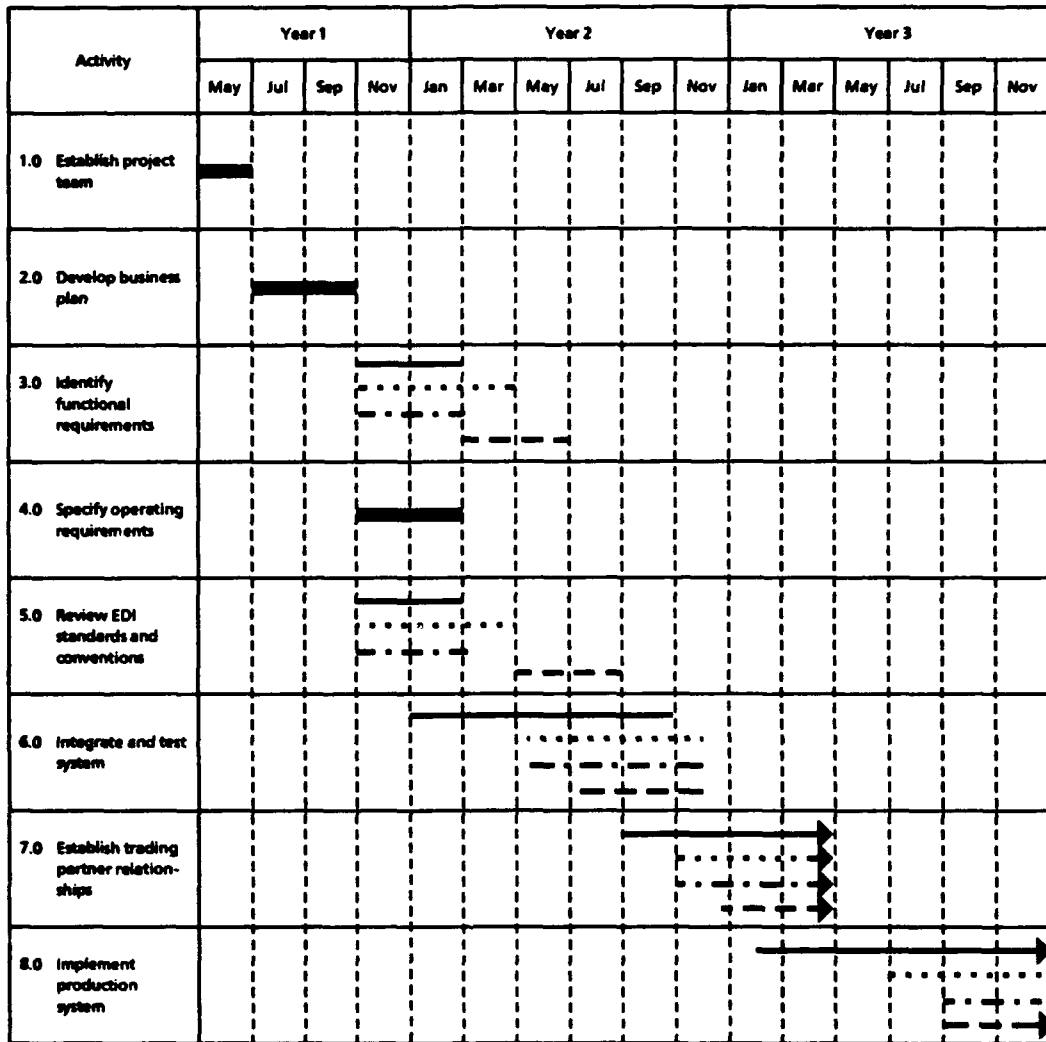 Activity
Year 1
Year 2
Year 3
May Jul Sep Nov Jan Mar May Jul Sep Nov Jan Mar May Jul Sep Nov
1.0 Establish project
team
2.0 Develop business
plan
3.0 Identify
functional
requirements
4.0 Specify operating
requirements
5.0 Review EDI
standards and
conventions
6.0 Integrate and test
system
7.0 Establish trading
partner relation-
ships
8.0 Implement
production
system